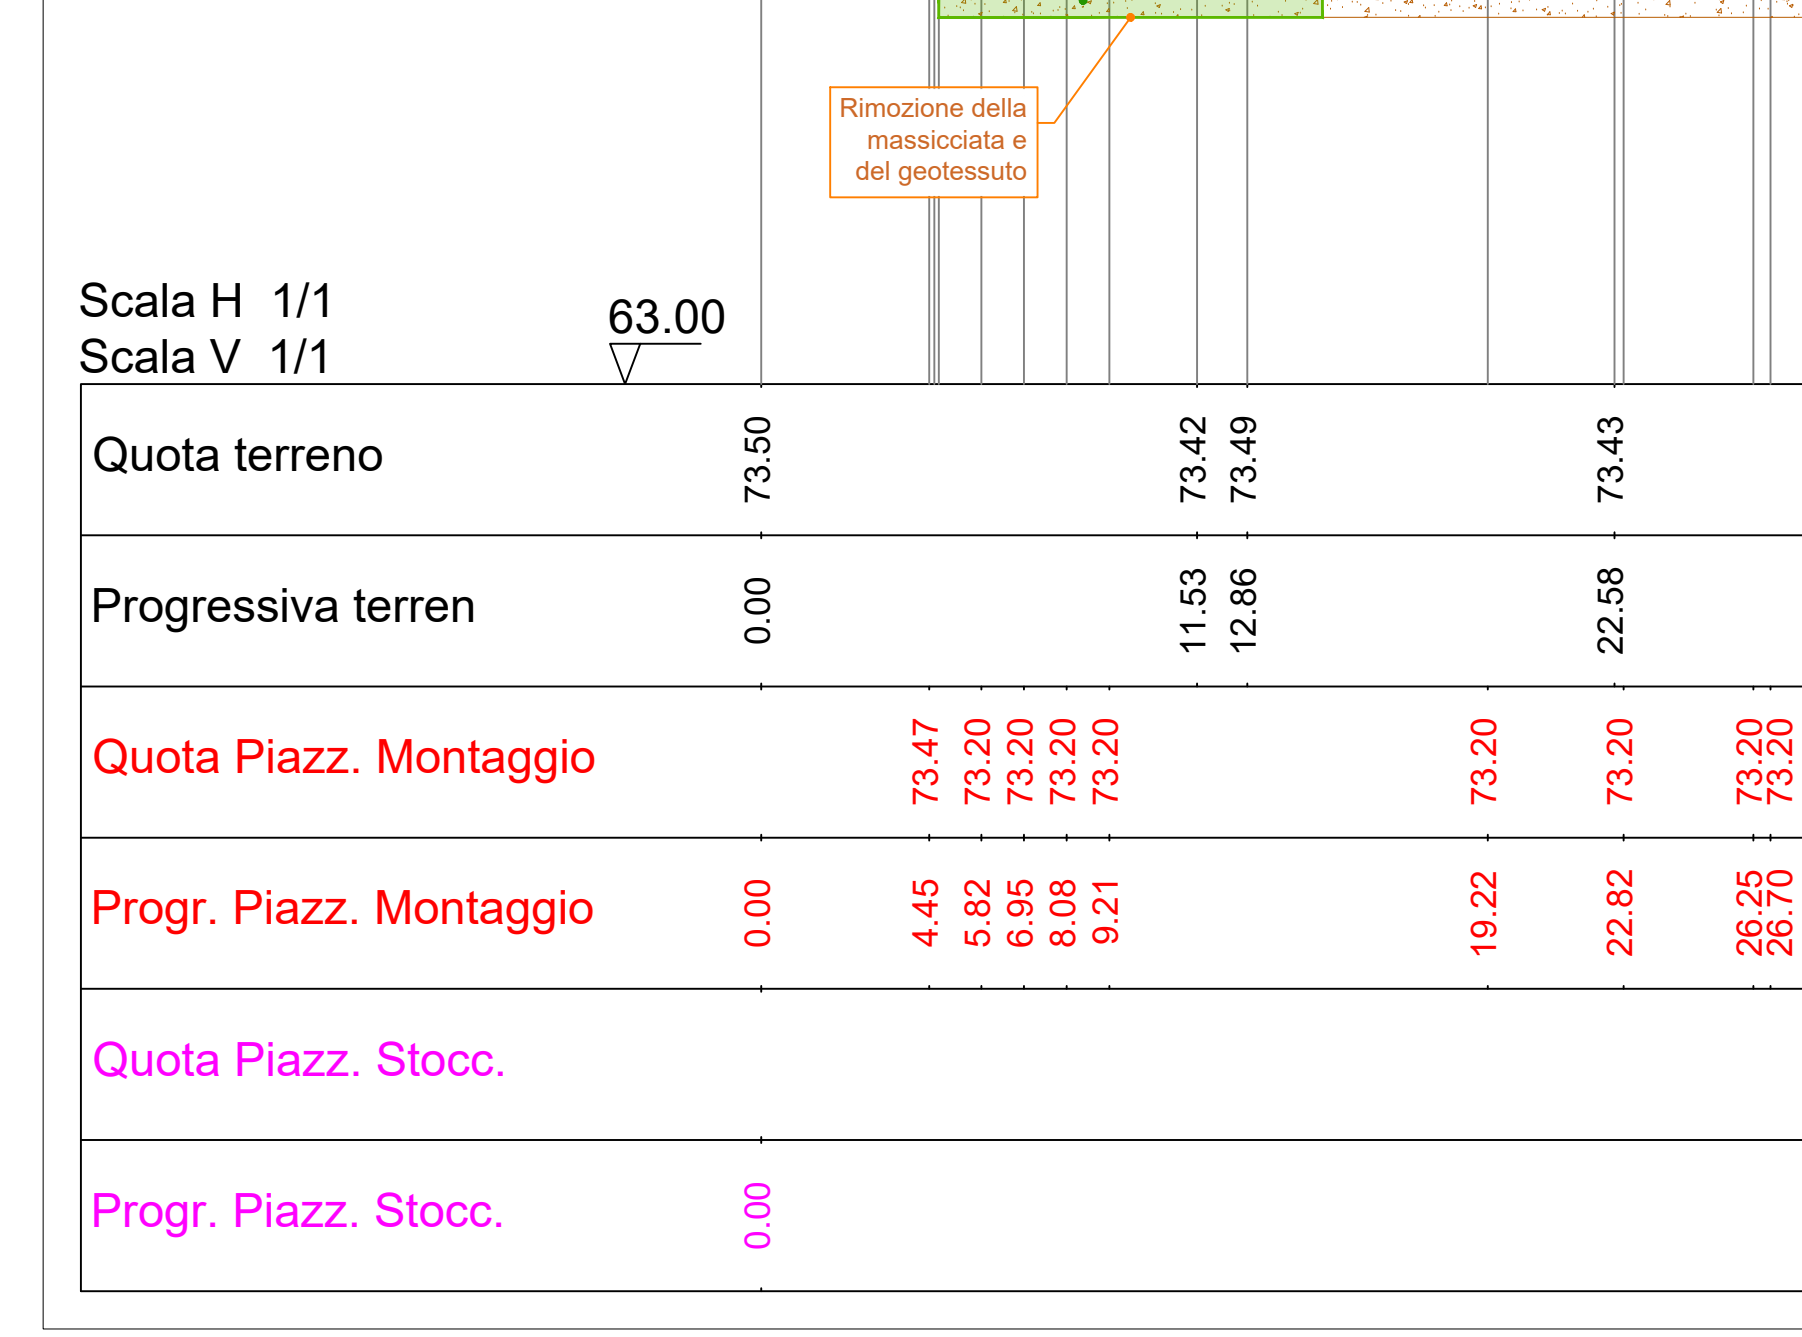 Rimozione della
massicciata e
del geotessuto
Scala H 1/1
Scala V 1/1
63.00
Quota terreno 73.50 73.42 73.49 73.43
Progressiva terren 0.00 11.53 12.86 22.58
Quota Piazz. Montaggio 73.47 73.20 73.20 73.20 73.20 73.20 73.20 73.20 73.20
Progr. Piazz. Montaggio 0.00 4.45 5.82 6.95 8.08 9.21 19.22 22.82 26.25 26.70
Quota Piazz. Stocc.
Progr. Piazz. Stocc. 0.00